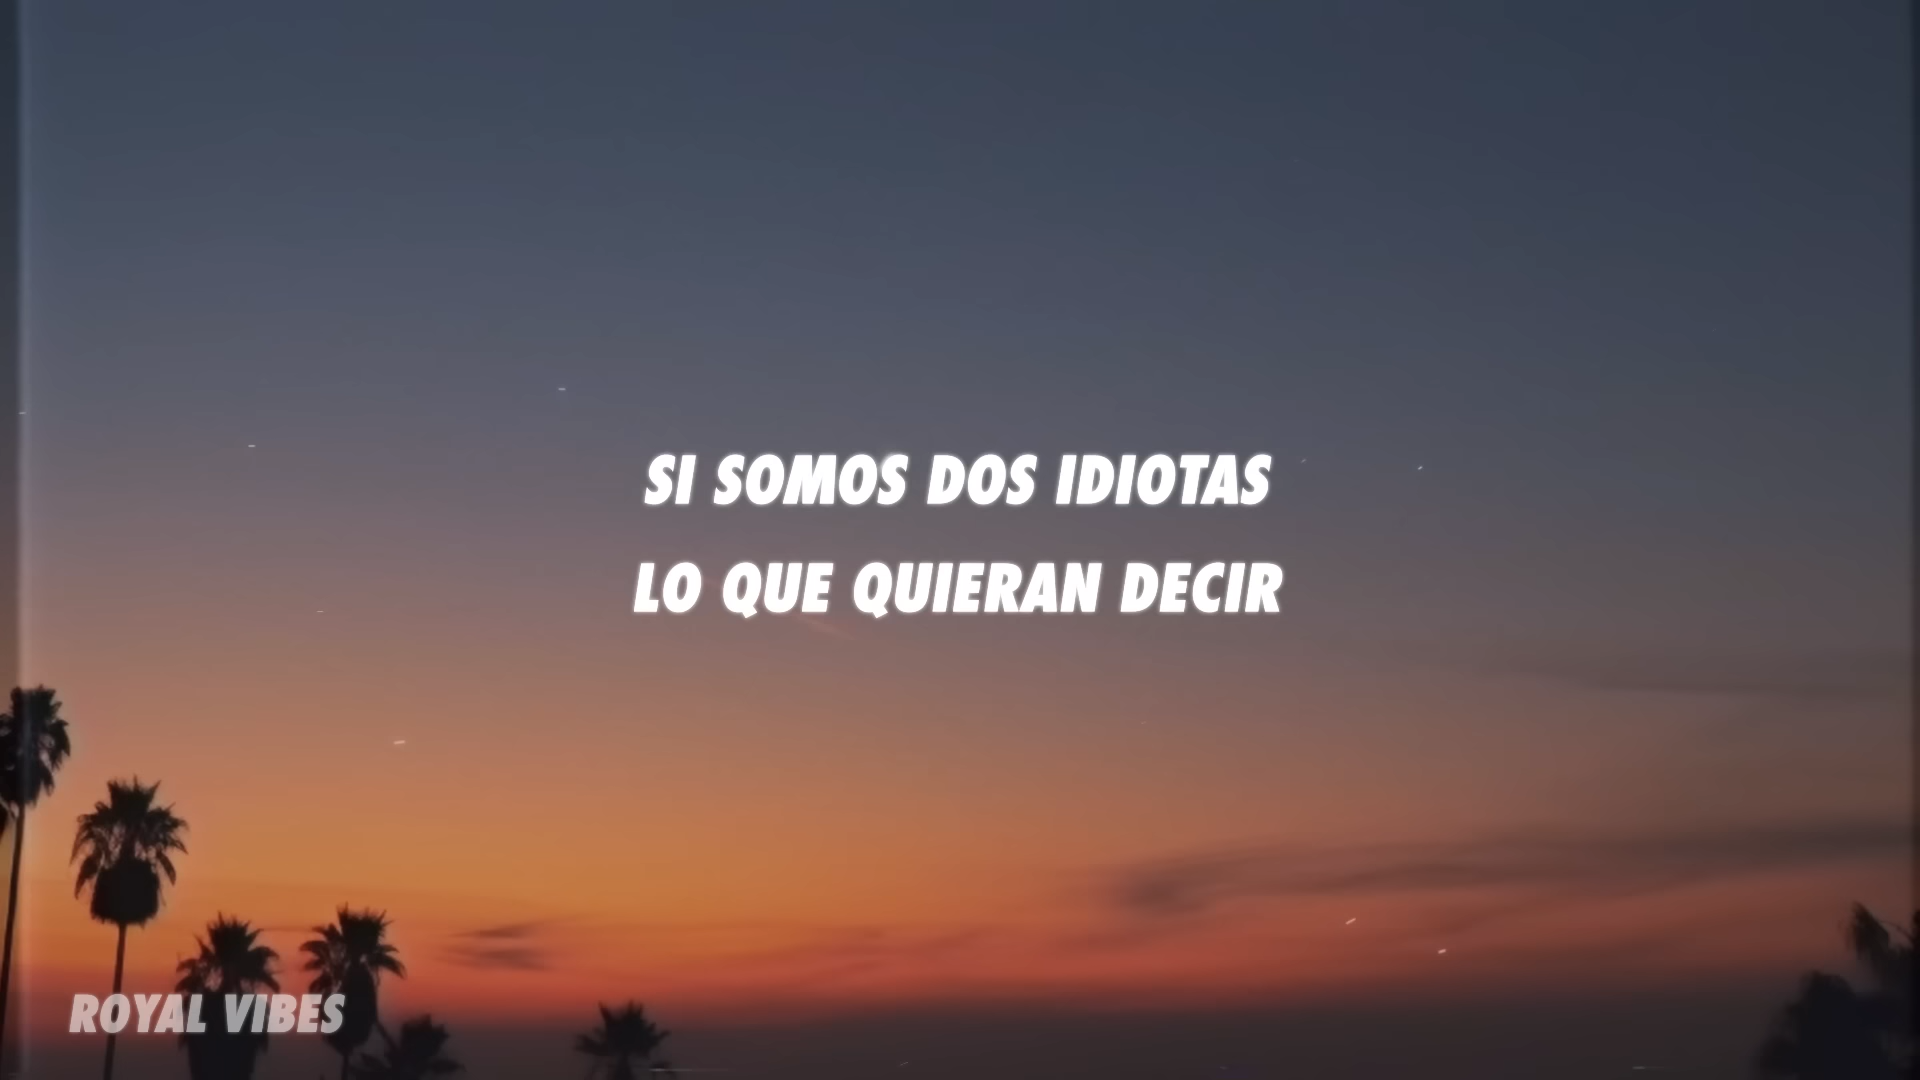 SI SOMOS DOS IDIOTAS
LO QUE QUIERAN DECIR
ROYAL VIBES